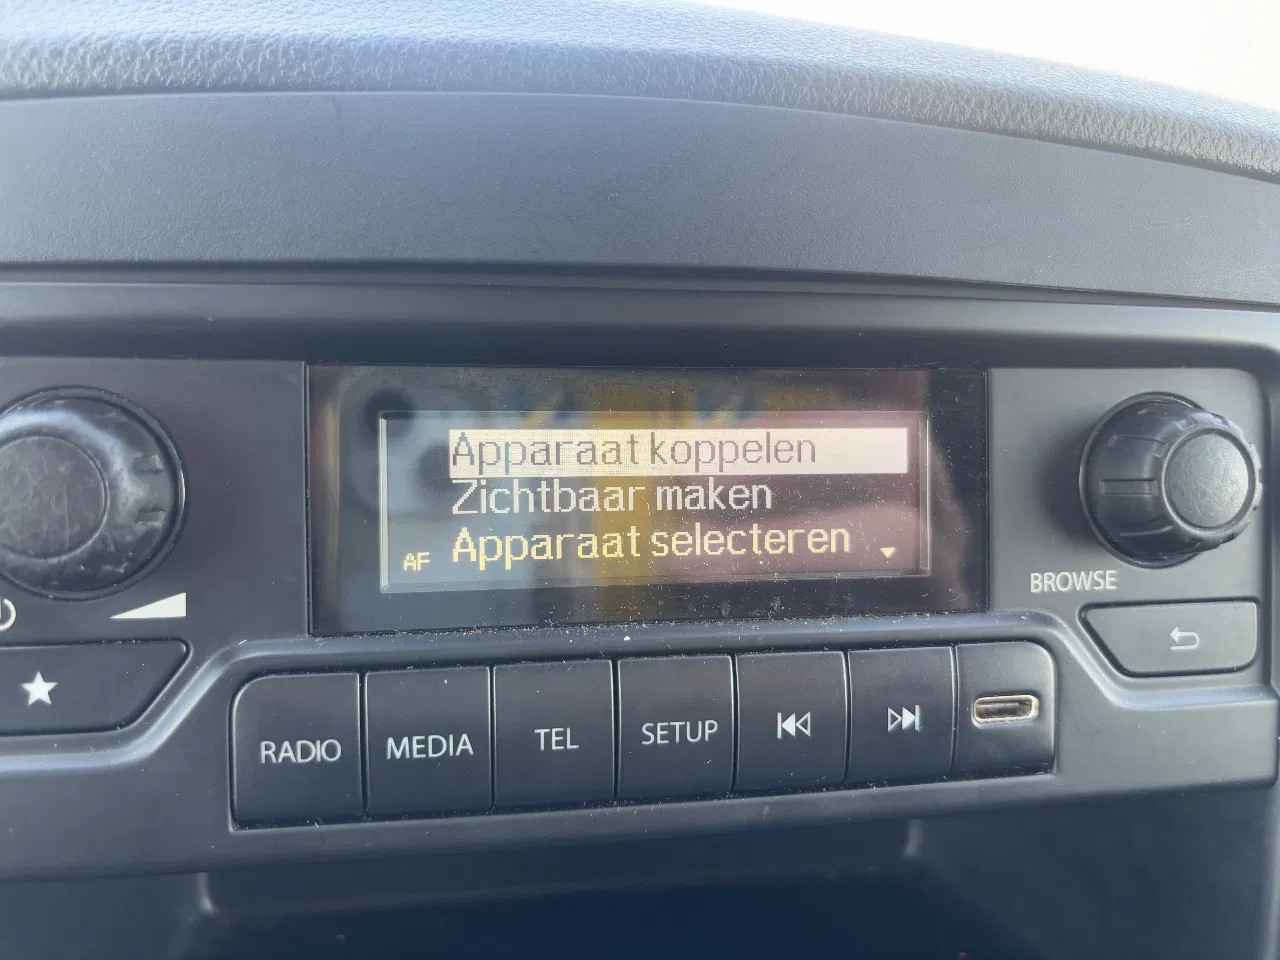 Apparaat koppelen
Zichtbaar maken
AF Apparaat selecteren
BROWSE
RADIO MEDIA TEL SETUP